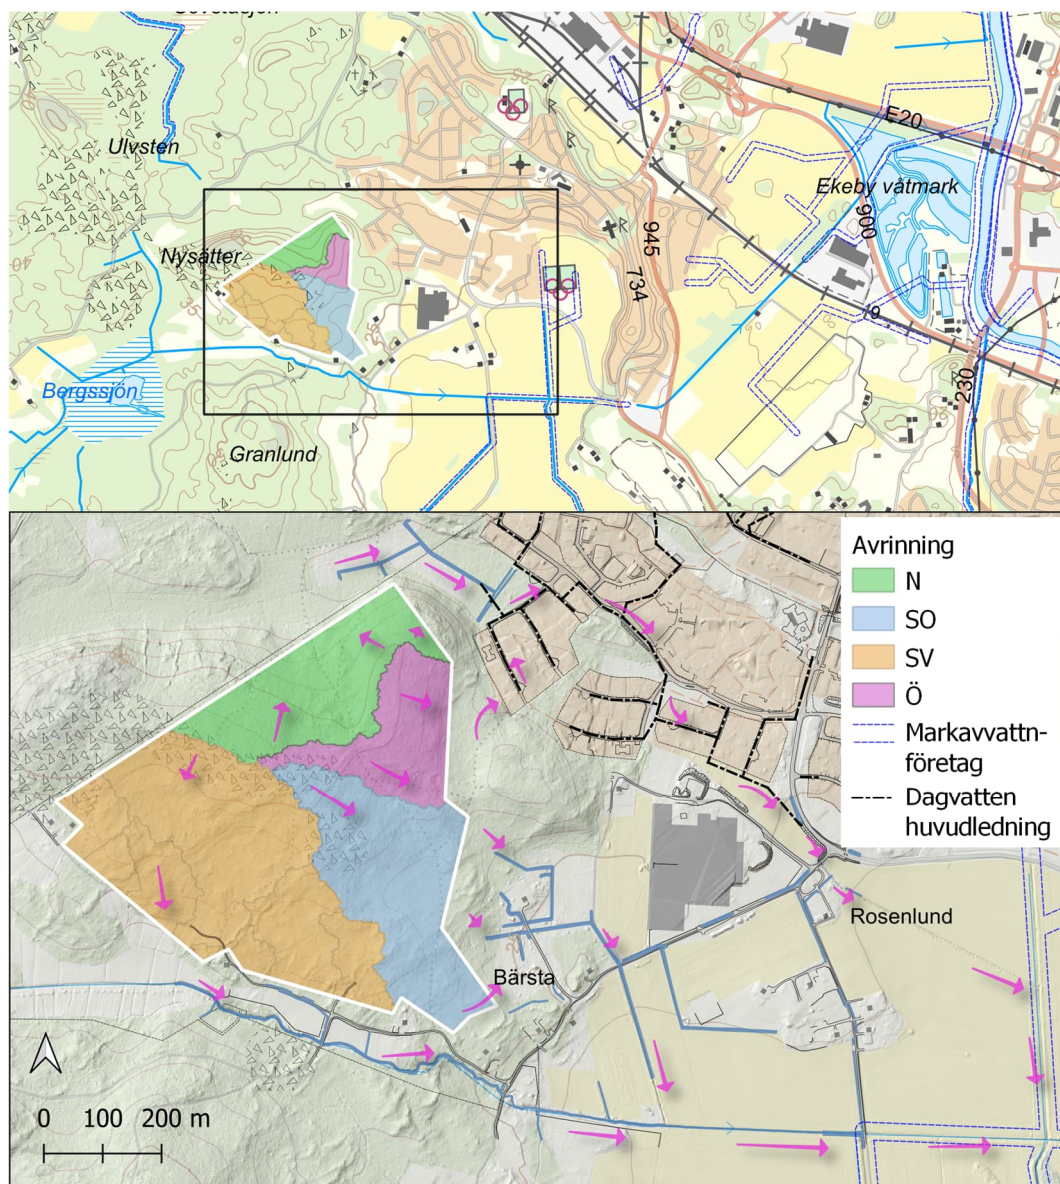 Ulvsten
E20
Ekeby våtmark
945
900
Nysätter
734
9
Bergssjön
230
Granlund
Avrinning
N
SO
SV
Ö
Markavvattn-
företag
Dagvatten
huvudledning
Rosenlund
Bärsta
0 100 200 m